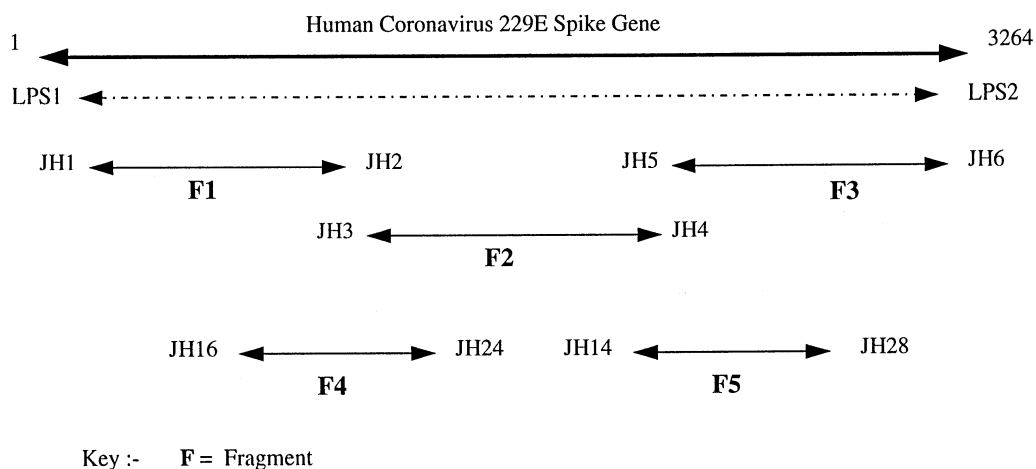 Human Coronavirus 229E Spike Gene
1 3264
LPS1 LPS2
JH1 JH2 JH5 JH6
F1 F3
JH3 JH4
F2
JH16 JH24 JH14 JH28
F4 F5
Key :- F = Fragment